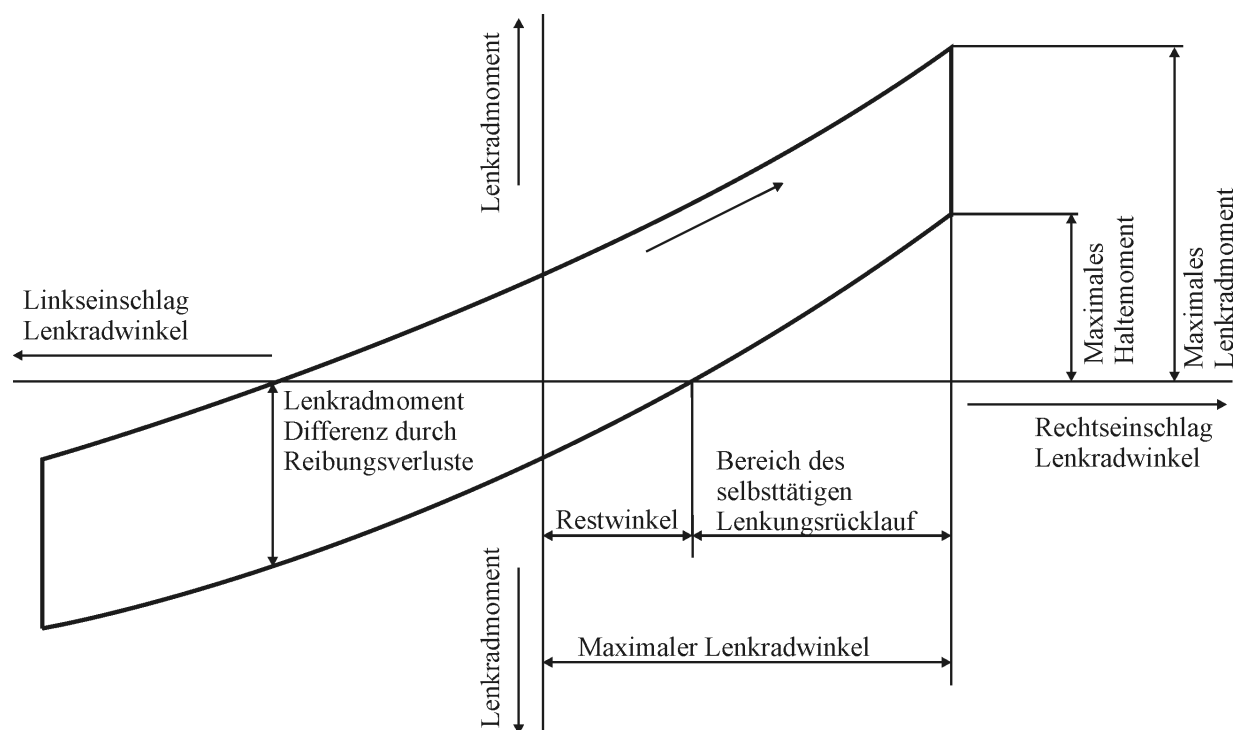 Lenkradmoment
Linkseinschlag
Lenkradwinkel
Maximales
Haltemoment
Maximales
Lenkradmoment
Lenkradmoment
Differenz durch
Reibungsverluste
Rechtseinschlag
Lenkradwinkel
Bereich des
selbsttätigen
Lenkungsrücklauf
Restwinkel
Lenkradmoment
Maximaler Lenkradwinkel